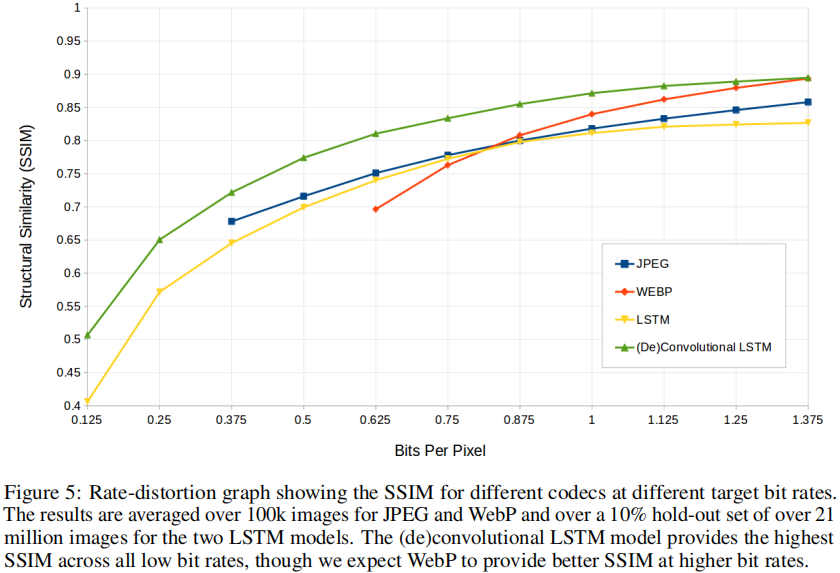 1
0.95
0.9
0.85
0.8
0.75
0.7
0.65
0.6
0.55
0.5
0.45
0.4
Structural Similarity (SSIM)
JPEG
WEBP
LSTM
(De)Convolutional LSTM
0.125 0.25 0.375 0.5 0.625 0.75 0.875 1 1.125 1.25 1.375
Bits Per Pixel
Figure 5: Rate-distortion graph showing the SSIM for different codecs at different target bit rates.
The results are averaged over 100k images for JPEG and WebP and over a 10% hold-out set of over 21
million images for the two LSTM models. The (de)convolutional LSTM model provides the highest
SSIM across all low bit rates, though we expect WebP to provide better SSIM at higher bit rates.